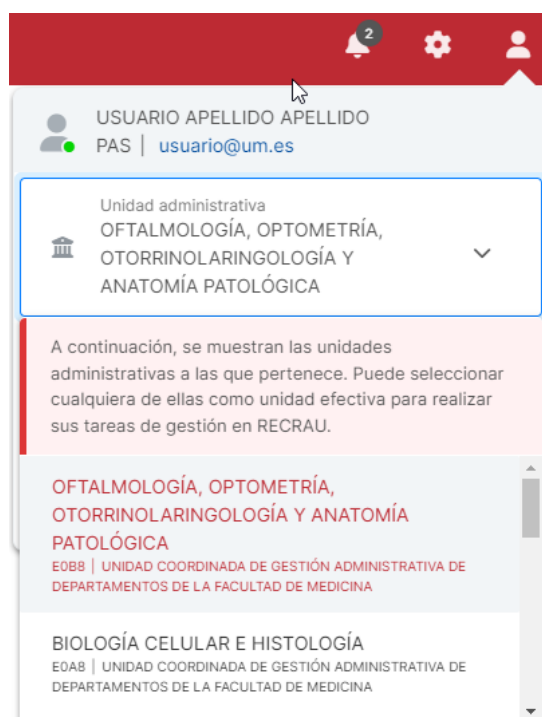 2
USUARIO APELLIDO APELLIDO
PAS | usuario@um.es
Unidad administrativa
OFTALMOLOGÍA, OPTOMETRÍA,
OTORRINOLARINGOLOGÍA Y
ANATOMÍA PATOLÓGICA
A continuación, se muestran las unidades
administrativas a las que pertenece. Puede seleccionar
cualquiera de ellas como unidad efectiva para realizar
sus tareas de gestión en RECRAU.
OFTALMOLOGÍA, OPTOMETRÍA,
OTORRINOLARINGOLOGÍA Y ANATOMÍA
PATOLÓGICA
E0B8 | UNIDAD COORDINADA DE GESTIÓN ADMINISTRATIVA DE
DEPARTAMENTOS DE LA FACULTAD DE MEDICINA
BIOLOGÍA CELULAR E HISTOLOGÍA
E0A8 | UNIDAD COORDINADA DE GESTIÓN ADMINISTRATIVA DE
DEPARTAMENTOS DE LA FACULTAD DE MEDICINA